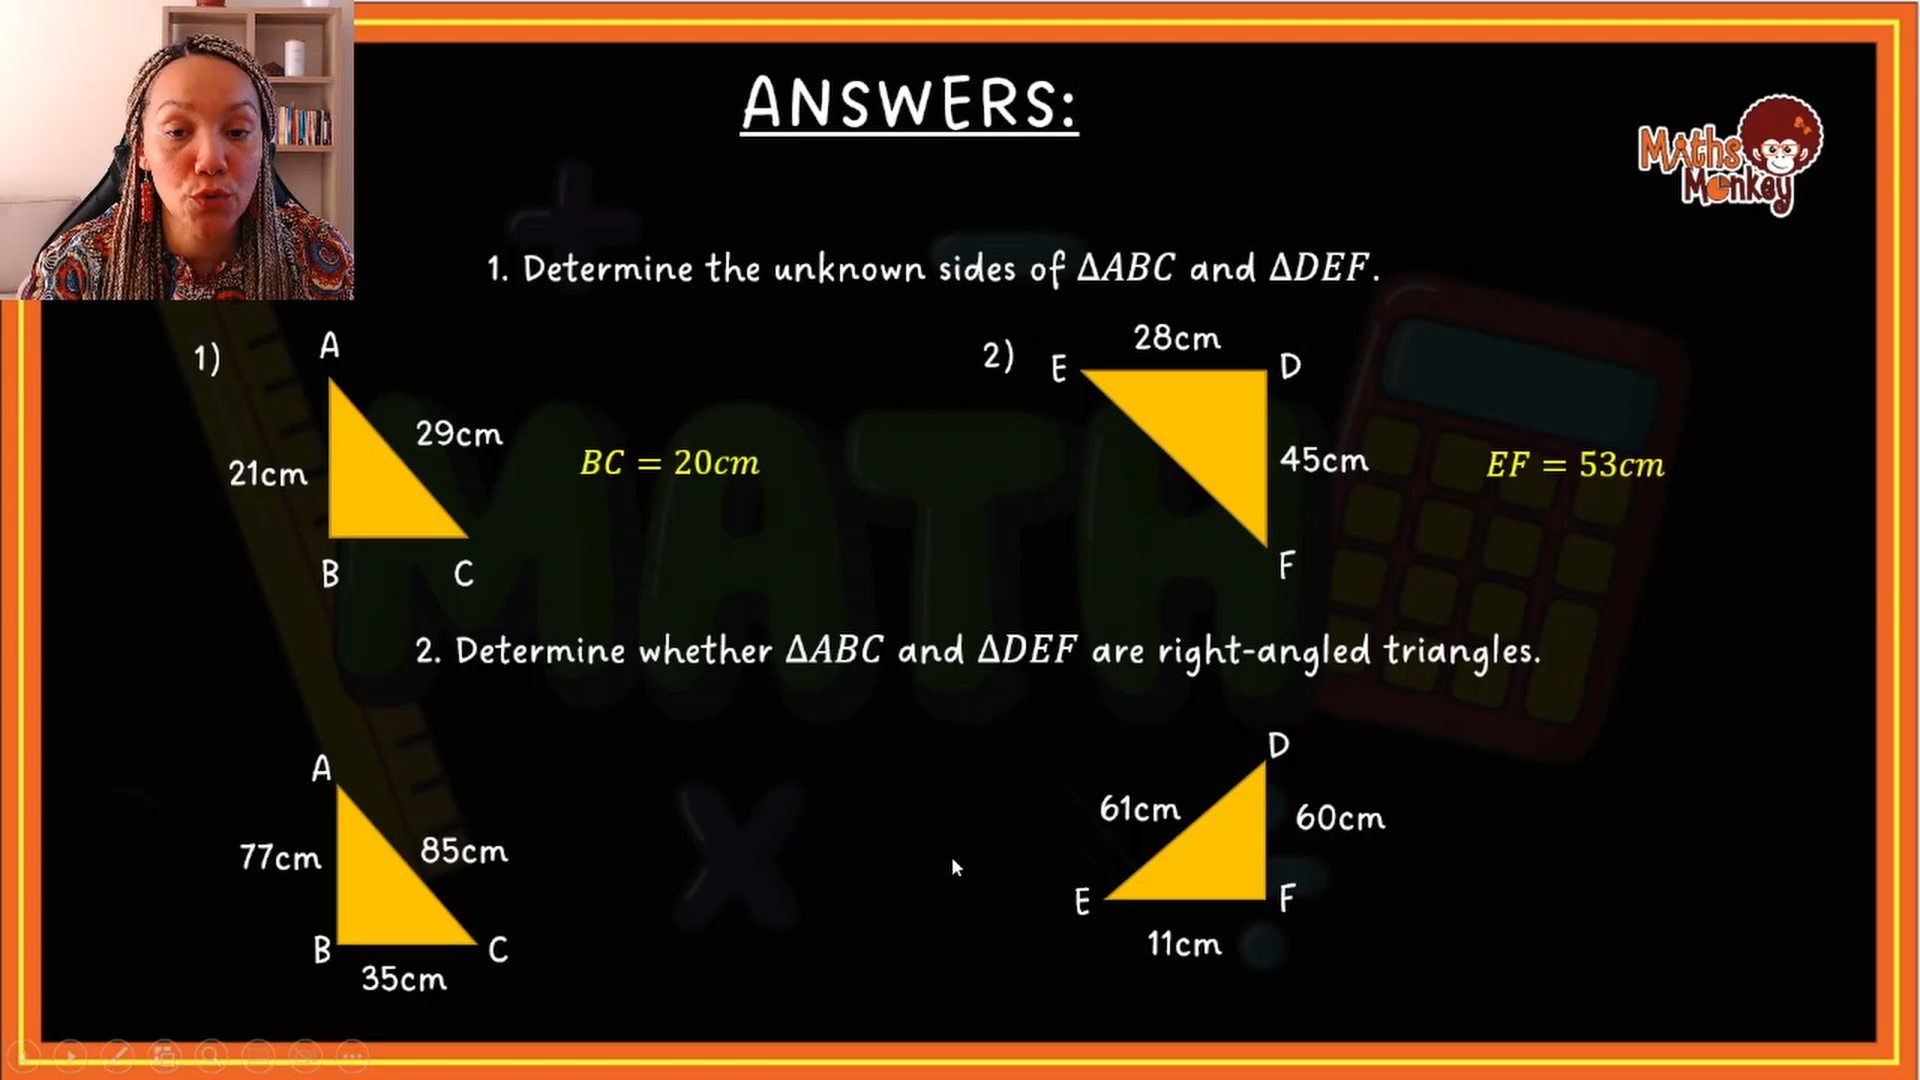 ANSWERS:
Maths
Monkey
1. Determine the unknown sides of ΔABC and ΔDEF.
1)
A
29cm
21cm
B
C
BC = 20cm
2)
E
28cm
D
45cm
F
EF = 53cm
2. Determine whether ΔABC and ΔDEF are right-angled triangles.
A
77cm
85cm
B
C
35cm
D
61cm
60cm
E
F
11cm
MATH